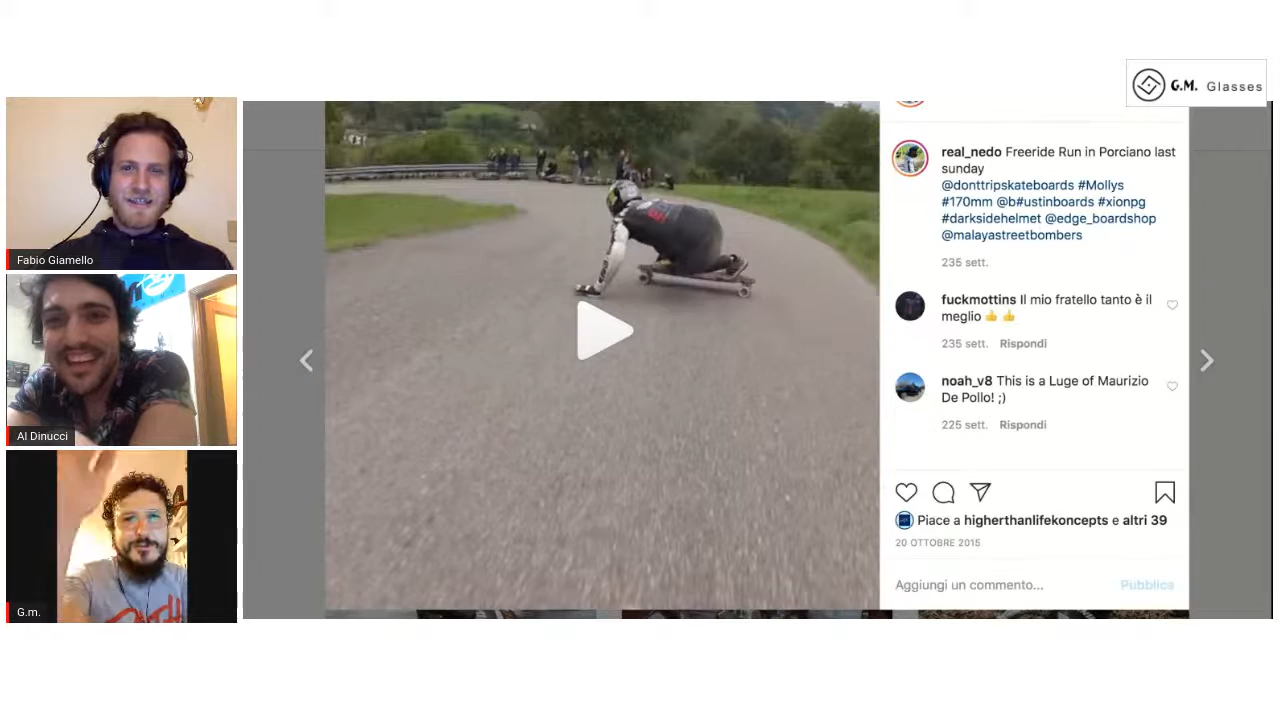 G.M. Glasses
Fabio Giamello
Al Dinucci
G.m.
real_nedo Freeride Run in Porciano last
sunday
@donttripskateboards #Mollys
#170mm @b#ustinboards #xionpg
#darksidehelmet @edge_boardshop
@malayastreetbombers
235 sett.
fuckmottins Il mio fratello tanto è il
meglio 👍 👍
235 sett. Rispondi
noah_v8 This is a Luge of Maurizio
De Pollo! ;)
225 sett. Rispondi
Piace a higherthanlifekoncepts e altri 39
20 OTTOBRE 2015
Aggiungi un commento... Pubblica